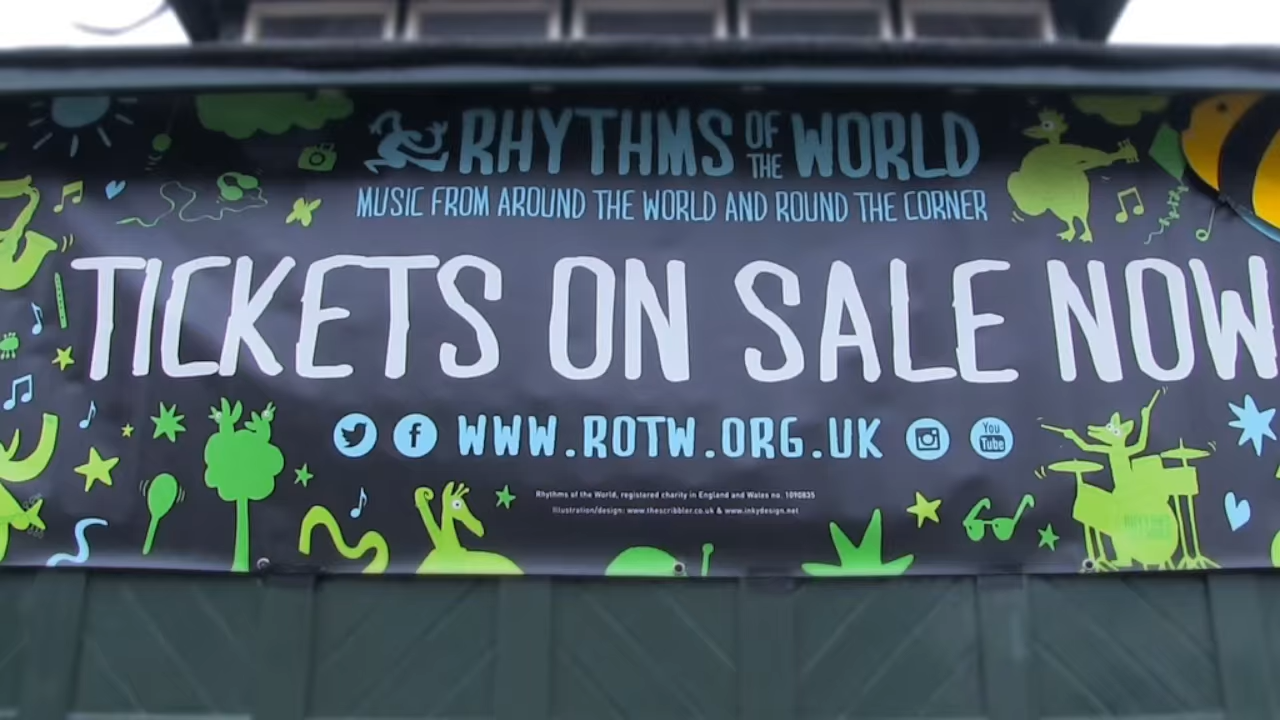 RHYTHMS OF THE WORLD
MUSIC FROM AROUND THE WORLD AND ROUND THE CORNER
TICKETS ON SALE NOW
WWW.ROTW.ORG.UK You Tube
Rhythms of the World, registered charity in England and Wales no. 1090835
Illustration/design: www.thescribbler.co.uk & www.inkydesign.net